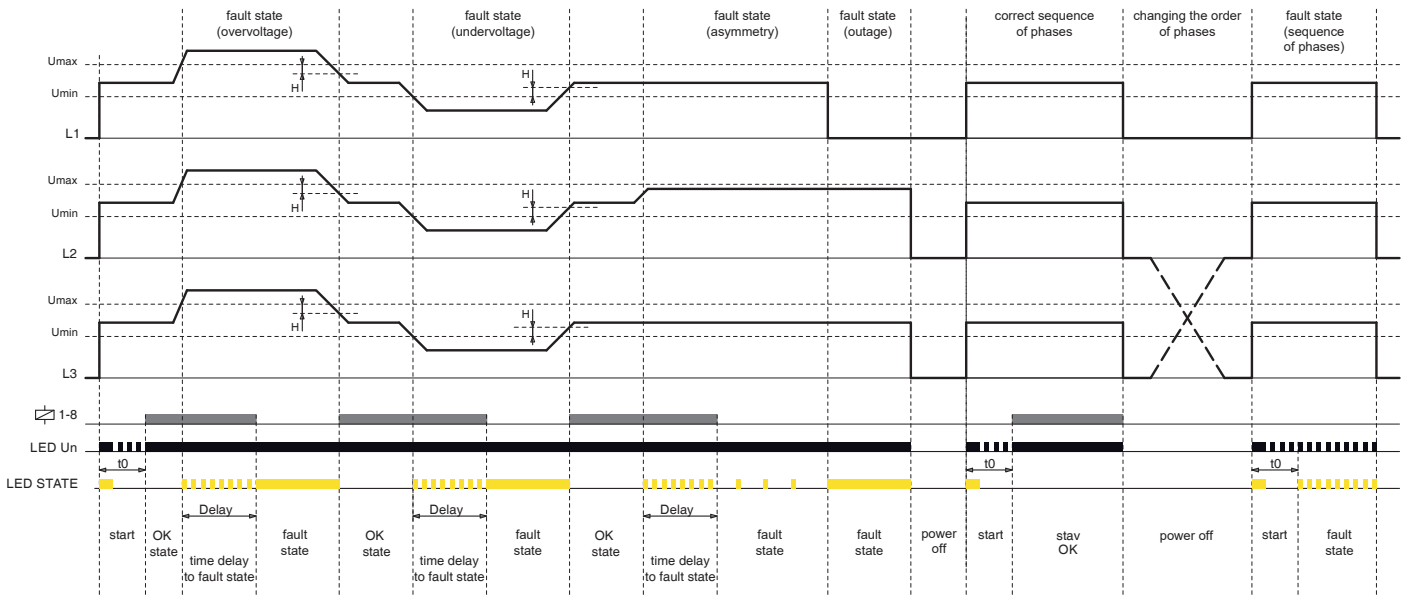 fault state
(overvoltage)
fault state
(undervoltage)
fault state
(asymmetry)
fault state
(outage)
correct sequence
of phases
changing the order
of phases
fault state
(sequence
of phases)
Umax
H
H
Umin
L1
Umax
H
H
Umin
L2
Umax
H
H
Umin
L3
1-8
LED Un
t0
t0
t0
LED STATE
Delay
Delay
Delay
start
OK
state
time delay
to fault state
fault
state
OK
state
time delay
to fault state
fault
state
OK
state
time delay
to fault state
fault
state
fault
state
power
off
start
stav
OK
power off
start
fault
state